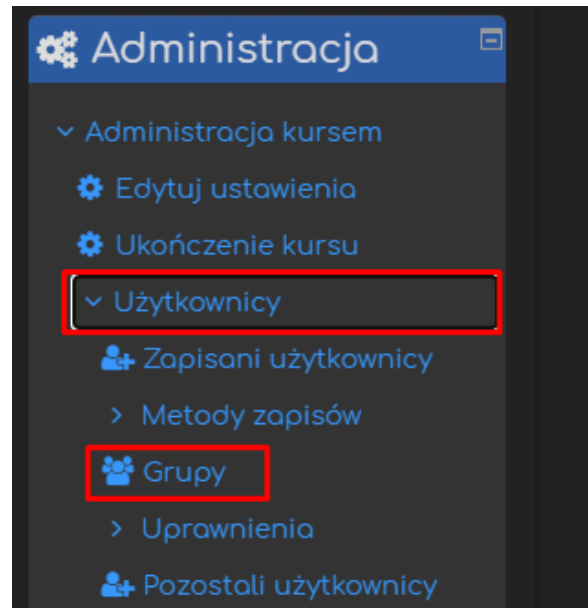 Administracja
Administracja kursem
Edytuj ustawienia
Ukończenie kursu
Użytkownicy
Zapisani użytkownicy
Metody zapisów
Grupy
Uprawnienia
Pozostali użytkownicy